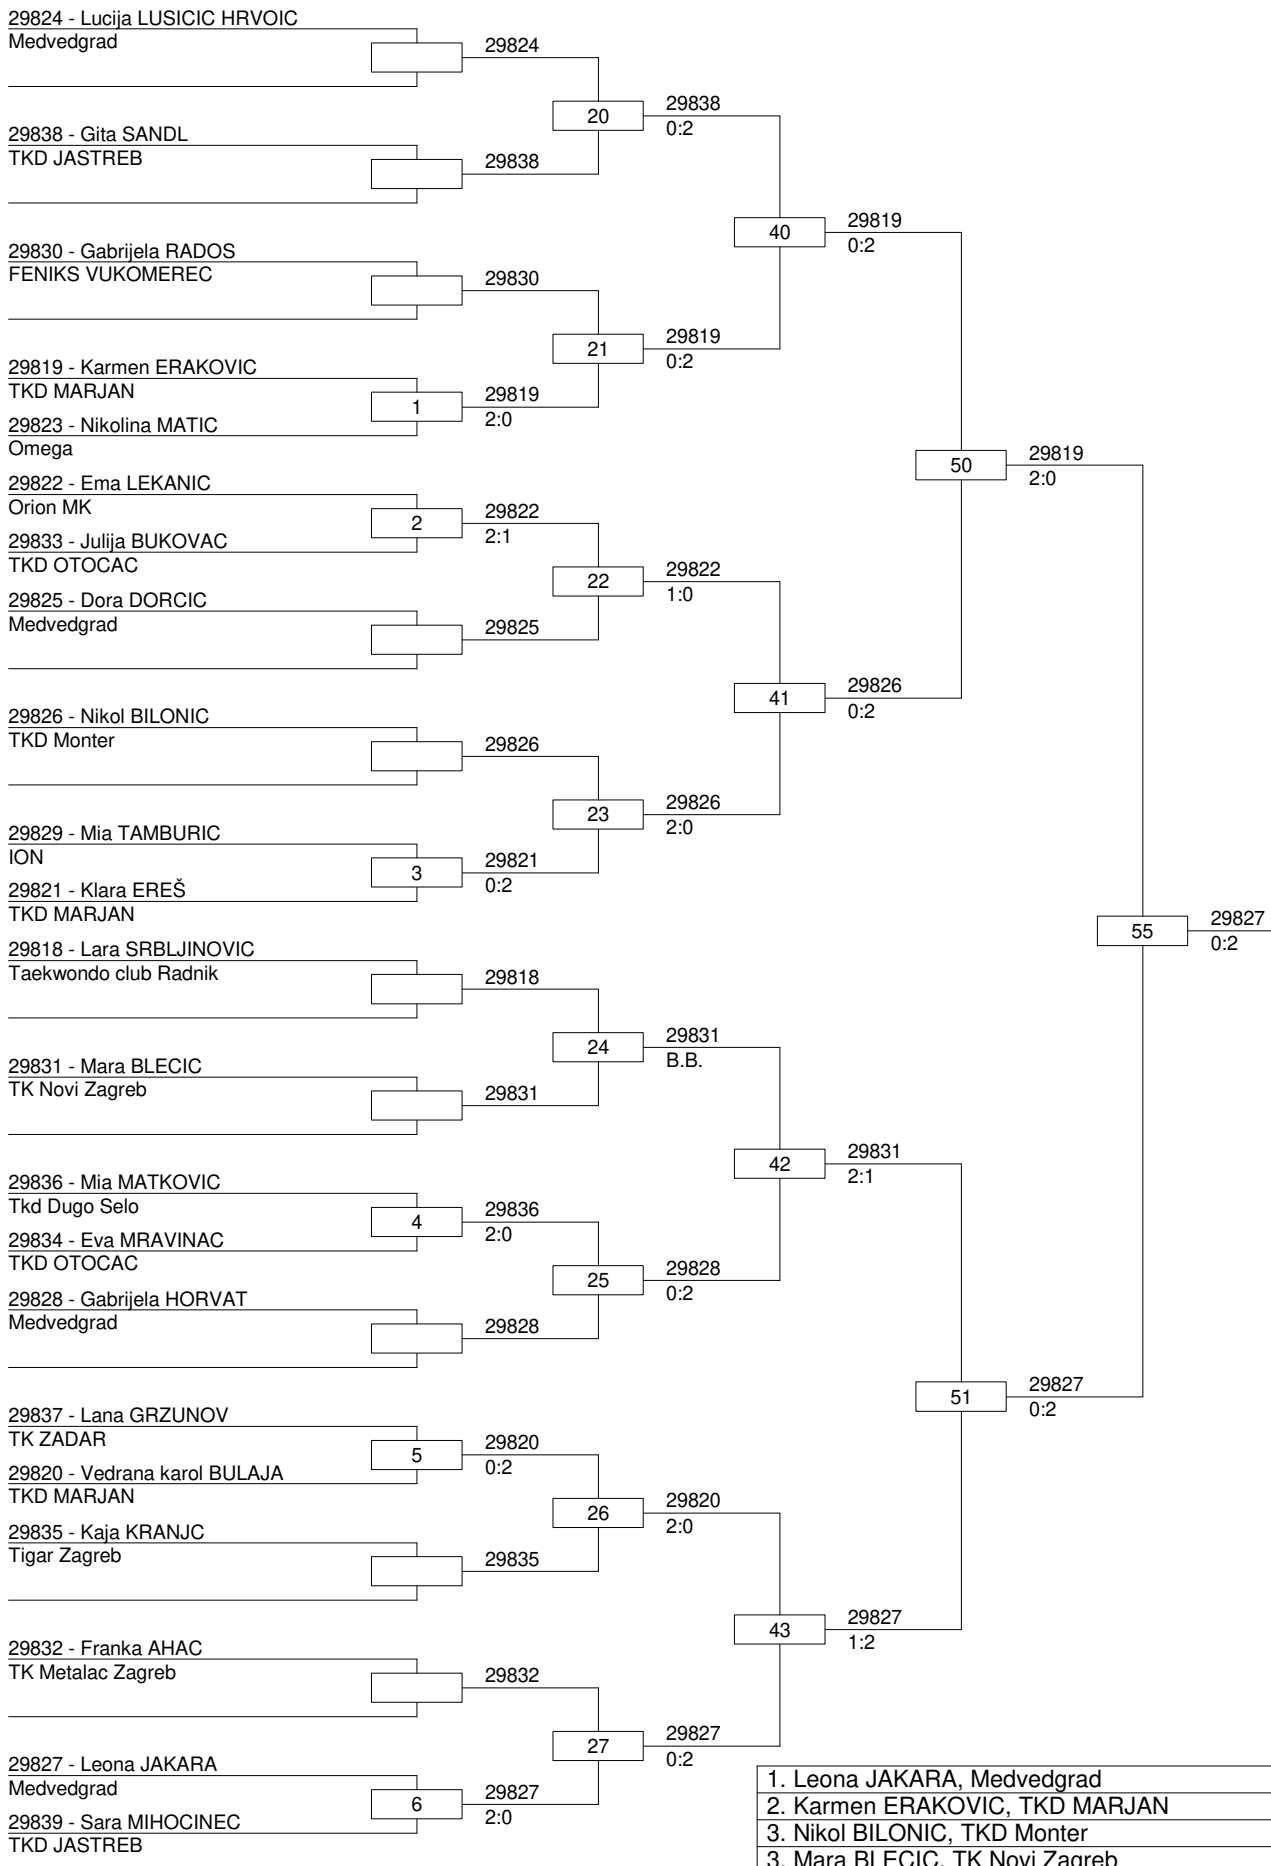 29824 - Lucija LUSICIC HRVOIC
Medvedgrad
29824
20
29838
0:2
29838 - Gita SANDL
TKD JASTREB
29838
40
29819
0:2
29830 - Gabrijela RADOS
FENIKS VUKOMEREC
29830
21
29819
0:2
29819 - Karmen ERAKOVIC
TKD MARJAN
1
29819
2:0
29823 - Nikolina MATIC
Omega
50
29819
2:0
29822 - Ema LEKANIC
Orion MK
2
29822
2:1
29833 - Julija BUKOVAC
TKD OTOCAC
22
29822
1:0
29825 - Dora DORCIC
Medvedgrad
29825
41
29826
0:2
29826 - Nikol BILONIC
TKD Monter
29826
23
29826
2:0
29829 - Mia TAMBURIC
ION
3
29821
0:2
29821 - Klara EREŠ
TKD MARJAN
55
29827
0:2
29818 - Lara SRBLJINOVIC
Taekwondo club Radnik
29818
24
29831
B.B.
29831 - Mara BLECIC
TK Novi Zagreb
29831
42
29831
2:1
29836 - Mia MATKOVIC
Tkd Dugo Selo
4
29836
2:0
29834 - Eva MRAVINAC
TKD OTOCAC
25
29828
0:2
29828 - Gabrijela HORVAT
Medvedgrad
29828
51
29827
0:2
29837 - Lana GRZUNOV
TK ZADAR
5
29820
0:2
29820 - Vedrana karol BULAJA
TKD MARJAN
26
29820
2:0
29835 - Kaja KRANJC
Tigar Zagreb
29835
43
29827
1:2
29832 - Franka AHAC
TK Metalac Zagreb
29832
27
29827
0:2
29827 - Leona JAKARA
Medvedgrad
6
29827
2:0
29839 - Sara MIHOCINEC
TKD JASTREB
1. Leona JAKARA, Medvedgrad
2. Karmen ERAKOVIC, TKD MARJAN
3. Nikol BILONIC, TKD Monter
3. Mara BLECIC, TK Novi Zagreb